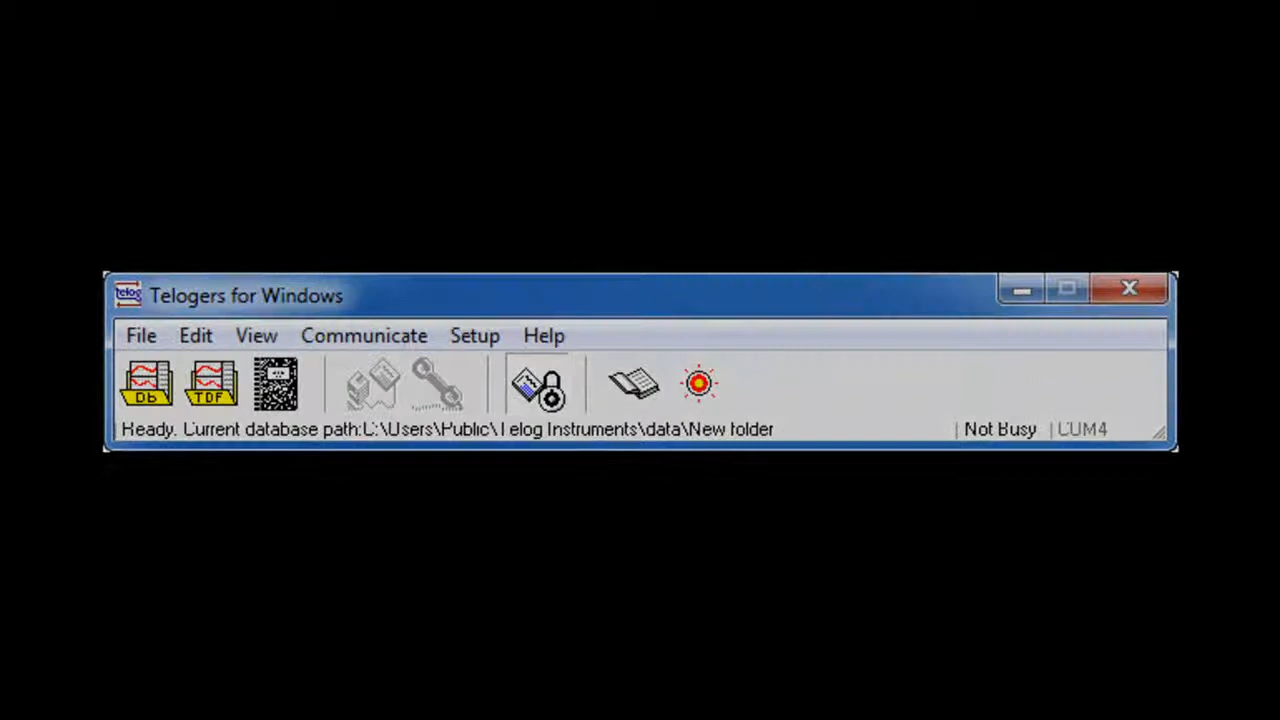 telog Telogers for Windows
File Edit View Communicate Setup Help
Db TDF
Ready. Current database path:C:\Users\Public\Telog Instruments\data\New folder Not Busy COM4